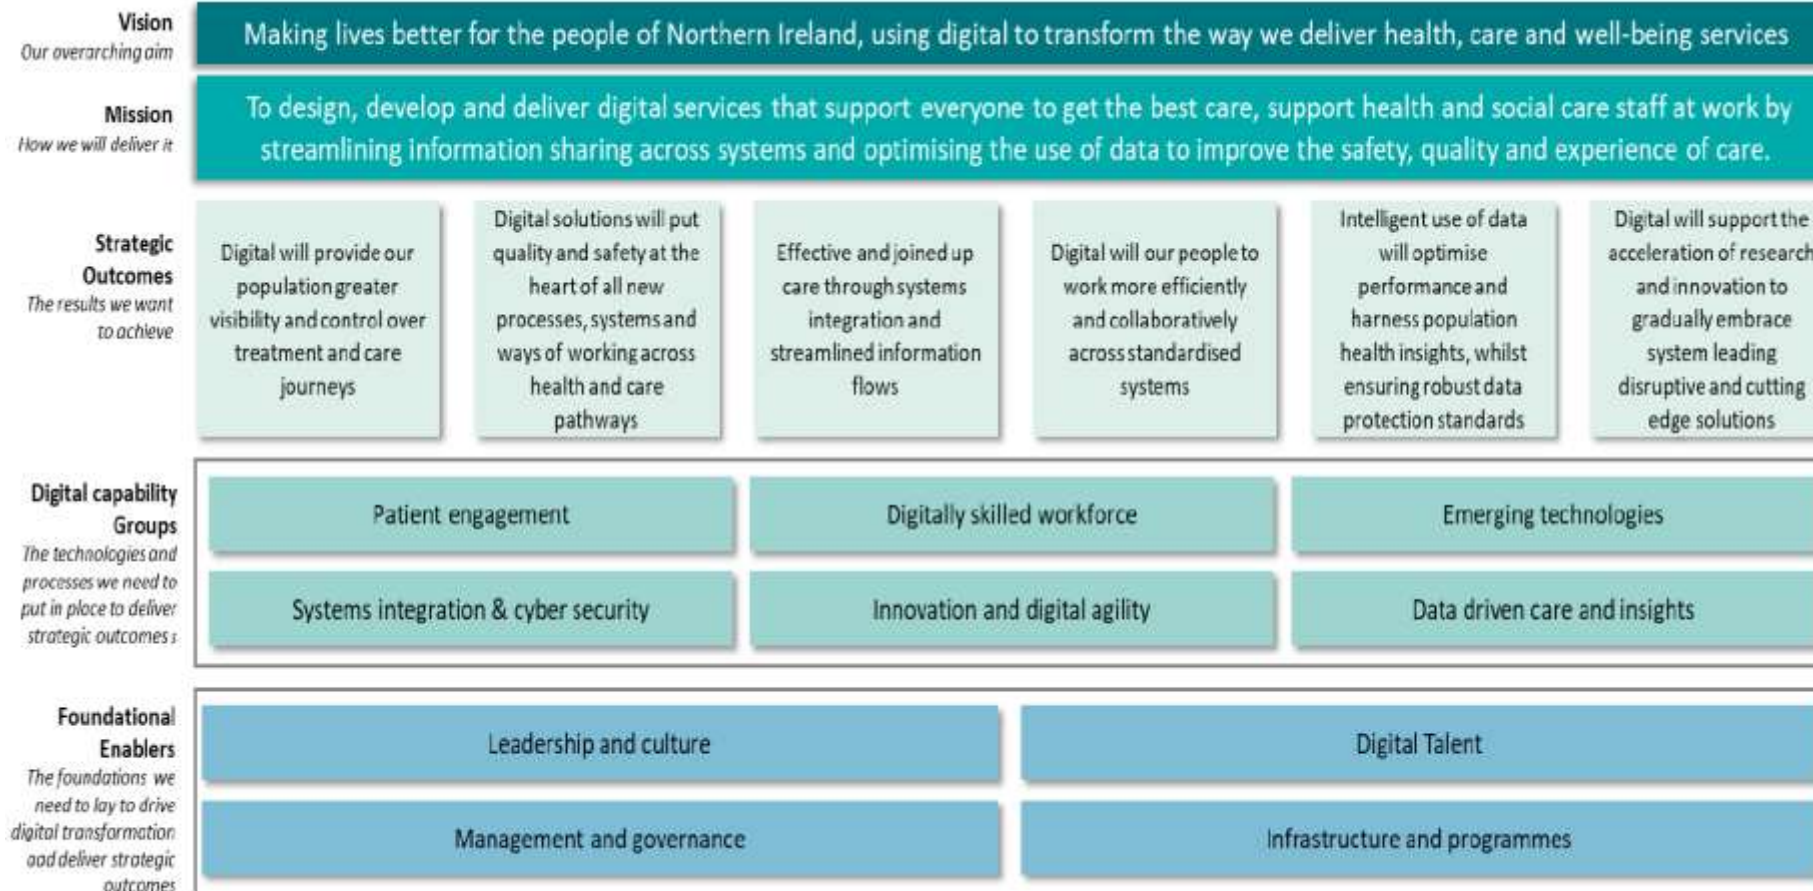 Vision
Our overarching aim
Making lives better for the people of Northern Ireland, using digital to transform the way we deliver health, care and well-being services
Mission
How we will deliver it
To design, develop and deliver digital services that support everyone to get the best care, support health and social care staff at work by
streamlining information sharing across systems and optimising the use of data to improve the safety, quality and experience of care.
Strategic
Outcomes
The results we want
to achieve
Digital will provide our
population greater
visibility and control over
treatment and care
journeys
Digital solutions will put
quality and safety at the
heart of all new
processes, systems and
ways of working across
health and care
pathways
Effective and joined up
care through systems
integration and
streamlined information
flows
Digital will our people to
work more efficiently
and collaboratively
across standardised
systems
Intelligent use of data
will optimise
performance and
harness population
health insights, whilst
ensuring robust data
protection standards
Digital will support the
acceleration of research
and innovation to
gradually embrace
system leading
disruptive and cutting
edge solutions
Digital capability
Groups
The technologies and
processes we need to
put in place to deliver
strategic outcomes s
Patient engagement
Digitally skilled workforce
Emerging technologies
Systems integration & cyber security
Innovation and digital agility
Data driven care and insights
Foundational
Enablers
The foundations we
need to lay to drive
digital transformation
aad deliver strategic
outcomes
Leadership and culture
Digital Talent
Management and governance
Infrastructure and programmes